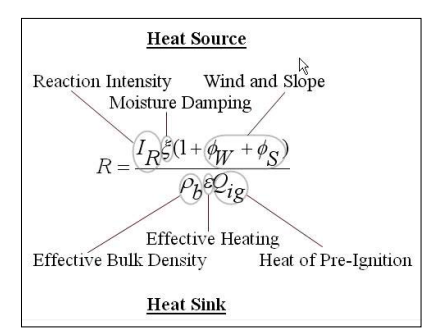 Heat Source
Reaction Intensity Wind and Slope
Moisture Damping
R = I_R ξ(1 + ϕ_W + ϕ_S) / ρ_b ε Q_ig
Effective Heating
Effective Bulk Density Heat of Pre-Ignition
Heat Sink